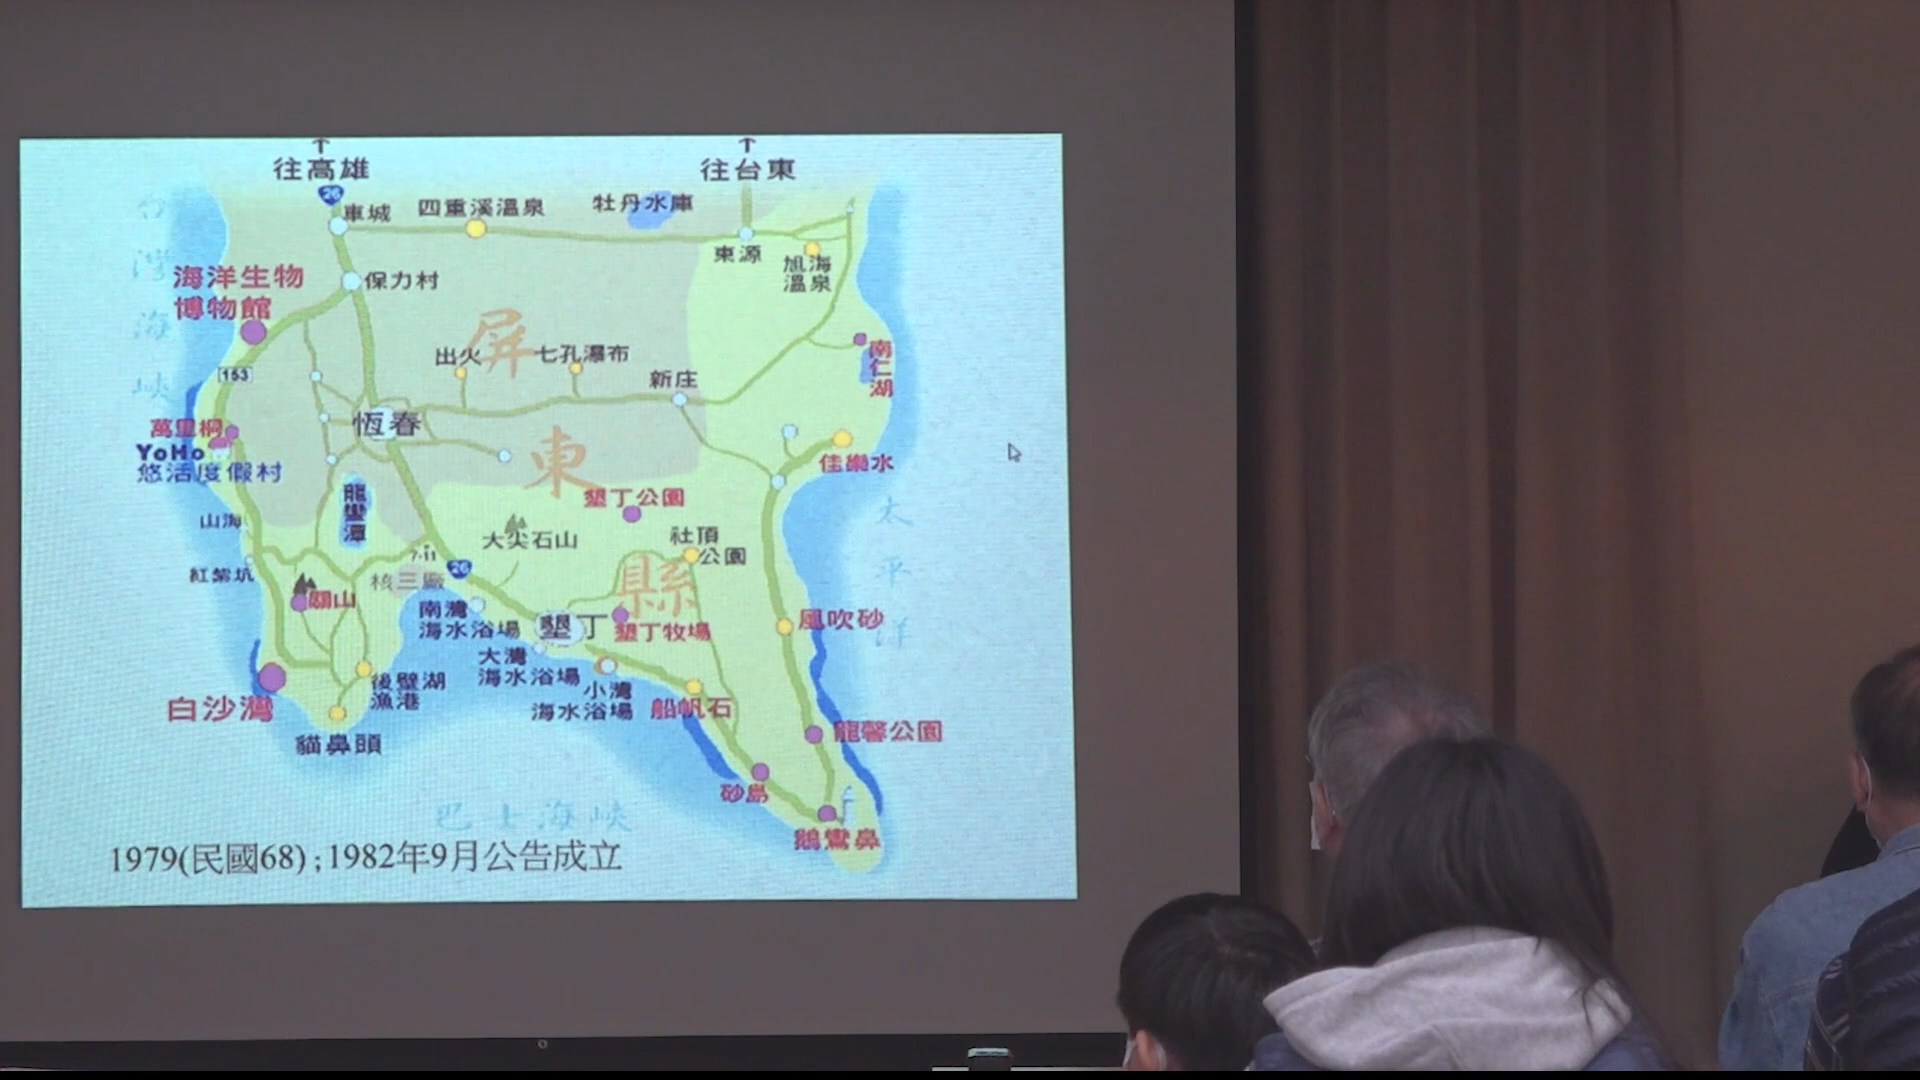 往高雄
往台東
26
車城
四重溪溫泉
牡丹水庫
東源
旭海
溫泉
台灣海峽
海洋生物
博物館
保力村
屏東縣
出火
七孔瀑布
新庄
南仁湖
153
恆春
萬里桐
YoHo
悠活度假村
佳樂水
龍鑾潭
墾丁公園
山海
大尖石山
社頂
公園
太平洋
7-11
26
紅柴坑
核三廠
關山
南灣
海水浴場
墾丁
墾丁牧場
風吹砂
大灣
海水浴場
小灣
海水浴場
船帆石
後壁湖
漁港
白沙灣
貓鼻頭
龍磐公園
砂島
鵝鑾鼻
巴士海峽
1979(民國68) ; 1982年9月公告成立